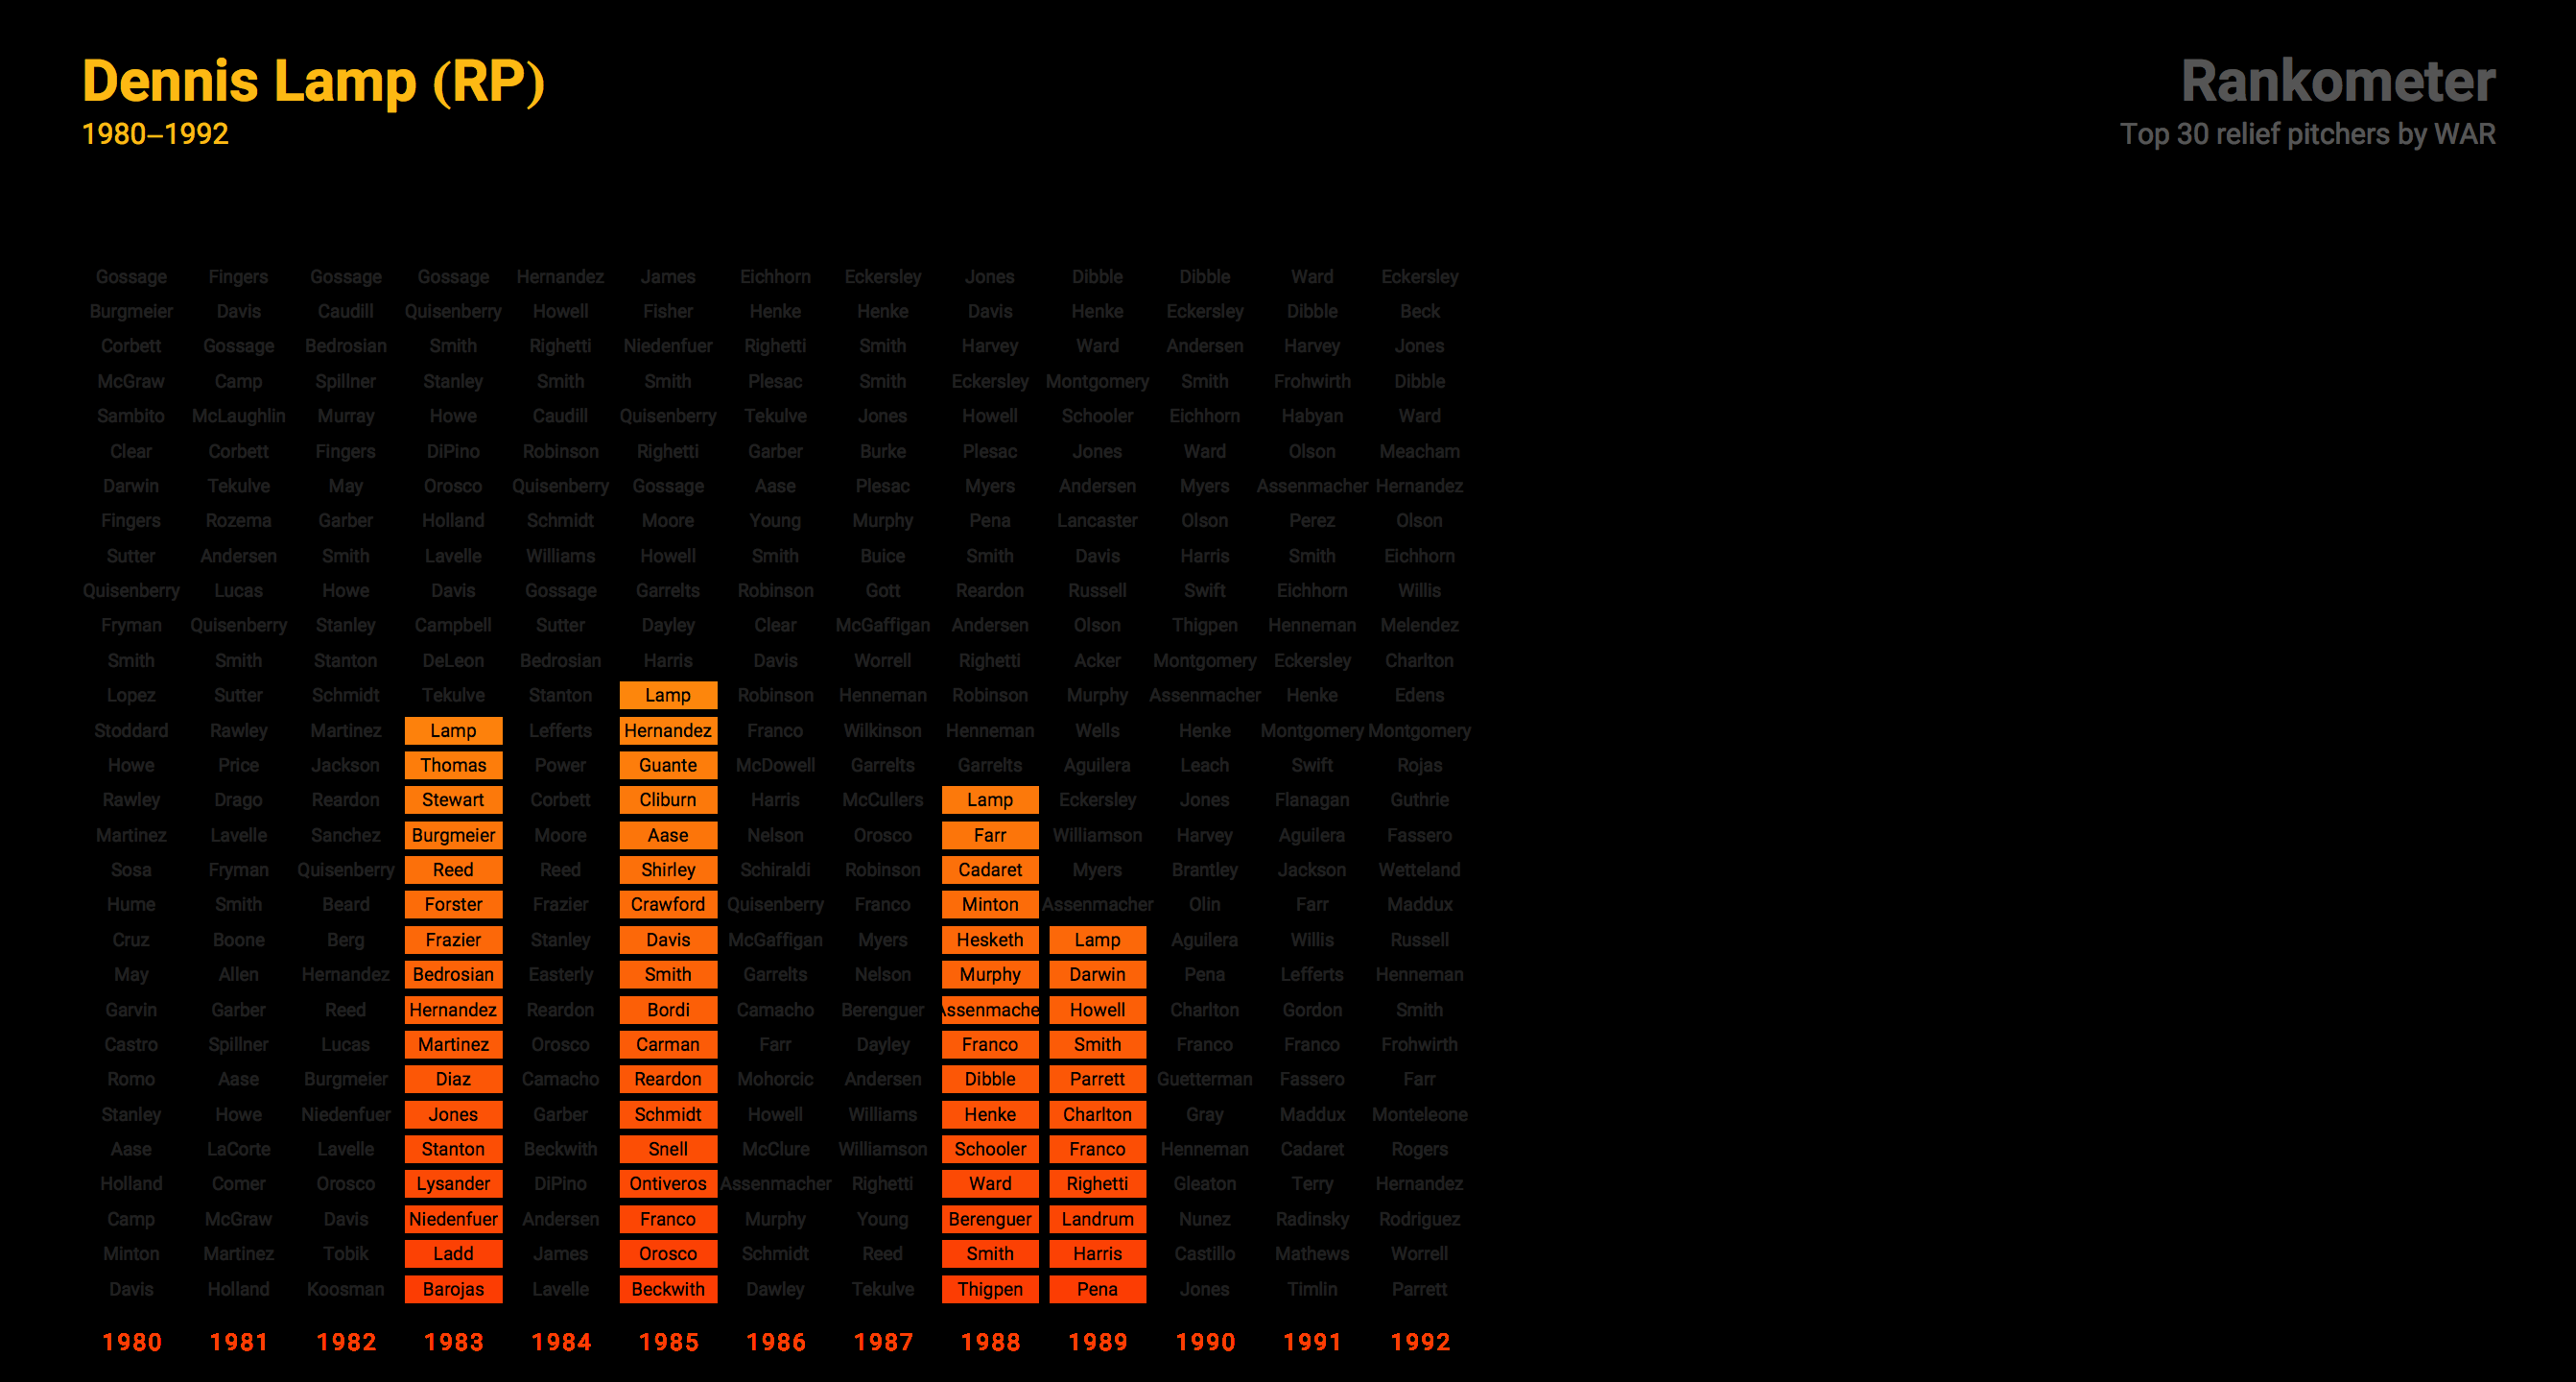 Dennis Lamp (RP)
1980–1992
Rankometer
Top 30 relief pitchers by WAR
Gossage Fingers Gossage Gossage Hernandez James Eichhorn Eckersley Jones Dibble Dibble Ward Eckersley
Burgmeier Davis Caudill Quisenberry Howell Fisher Henke Henke Davis Henke Eckersley Dibble Beck
Corbett Gossage Bedrosian Smith Righetti Niedenfuer Righetti Smith Harvey Ward Andersen Harvey Jones
McGraw Camp Spillner Stanley Smith Smith Plesac Smith Eckersley Montgomery Smith Frohwirth Dibble
Sambito McLaughlin Murray Howe Caudill Quisenberry Tekulve Jones Howell Schooler Eichhorn Habyan Ward
Clear Corbett Fingers DiPino Robinson Righetti Garber Burke Plesac Jones Ward Olson Meacham
Darwin Tekulve May Orosco Quisenberry Gossage Aase Plesac Myers Andersen Myers Assenmacher Hernandez
Fingers Rozema Garber Holland Schmidt Moore Young Murphy Pena Lancaster Olson Perez Olson
Sutter Andersen Smith Lavelle Williams Howell Smith Buice Smith Davis Harris Smith Eichhorn
Quisenberry Lucas Howe Davis Gossage Garrelts Robinson Gott Reardon Russell Swift Eichhorn Willis
Fryman Quisenberry Stanley Campbell Sutter Dayley Clear McGaffigan Andersen Olson Thigpen Henneman Melendez
Smith Smith Stanton DeLeon Bedrosian Harris Davis Worrell Righetti Acker Montgomery Eckersley Charlton
Lopez Sutter Schmidt Tekulve Stanton Lamp Robinson Henneman Robinson Murphy Assenmacher Henke Edens
Stoddard Rawley Martinez Lamp Lefferts Hernandez Franco Wilkinson Henneman Wells Henke Montgomery Montgomery
Howe Price Jackson Thomas Power Guante McDowell Garrelts Garrelts Aguilera Leach Swift Rojas
Rawley Drago Reardon Stewart Corbett Cliburn Harris McCullers Lamp Eckersley Jones Flanagan Guthrie
Martinez Lavelle Sanchez Burgmeier Moore Aase Nelson Orosco Farr Williamson Harvey Aguilera Fassero
Sosa Fryman Quisenberry Reed Reed Shirley Schiraldi Robinson Cadaret Myers Brantley Jackson Wetteland
Hume Smith Beard Forster Frazier Crawford Quisenberry Franco Minton Assenmacher Olin Farr Maddux
Cruz Boone Berg Frazier Stanley Davis McGaffigan Myers Hesketh Lamp Aguilera Willis Russell
May Allen Hernandez Bedrosian Easterly Smith Garrelts Nelson Murphy Darwin Pena Lefferts Henneman
Garvin Garber Reed Hernandez Reardon Bordi Camacho Berenguer Assenmache Howell Charlton Gordon Smith
Castro Spillner Lucas Martinez Orosco Carman Farr Dayley Franco Smith Franco Franco Frohwirth
Romo Aase Burgmeier Diaz Camacho Reardon Mohorcic Andersen Dibble Parrett Guetterman Fassero Farr
Stanley Howe Niedenfuer Jones Garber Schmidt Howell Williams Henke Charlton Gray Maddux Monteleone
Aase LaCorte Lavelle Stanton Beckwith Snell McClure Williamson Schooler Franco Henneman Cadaret Rogers
Holland Comer Orosco Lysander DiPino Ontiveros Assenmacher Righetti Ward Righetti Gleaton Terry Hernandez
Camp McGraw Davis Niedenfuer Andersen Franco Murphy Young Berenguer Landrum Nunez Radinsky Rodriguez
Minton Martinez Tobik Ladd James Orosco Schmidt Reed Smith Harris Castillo Mathews Worrell
Davis Holland Koosman Barojas Lavelle Beckwith Dawley Tekulve Thigpen Pena Jones Timlin Parrett
1980 1981 1982 1983 1984 1985 1986 1987 1988 1989 1990 1991 1992